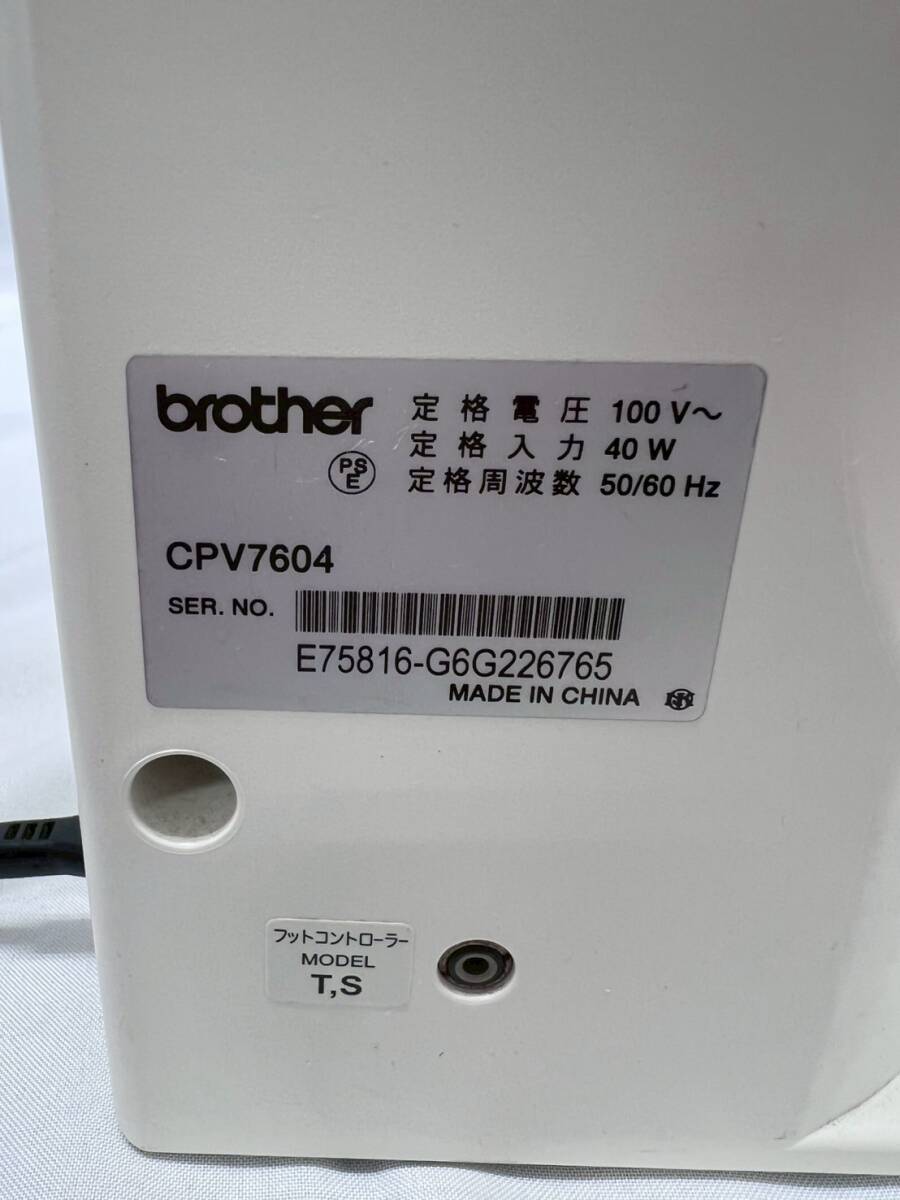 brother
定格電圧 100 V～
定格入力 40 W
PS
E
定格周波数 50/60 Hz
CPV7604
SER. NO.
E75816-G6G226765
MADE IN CHINA
フットコントローラー
MODEL
T,S